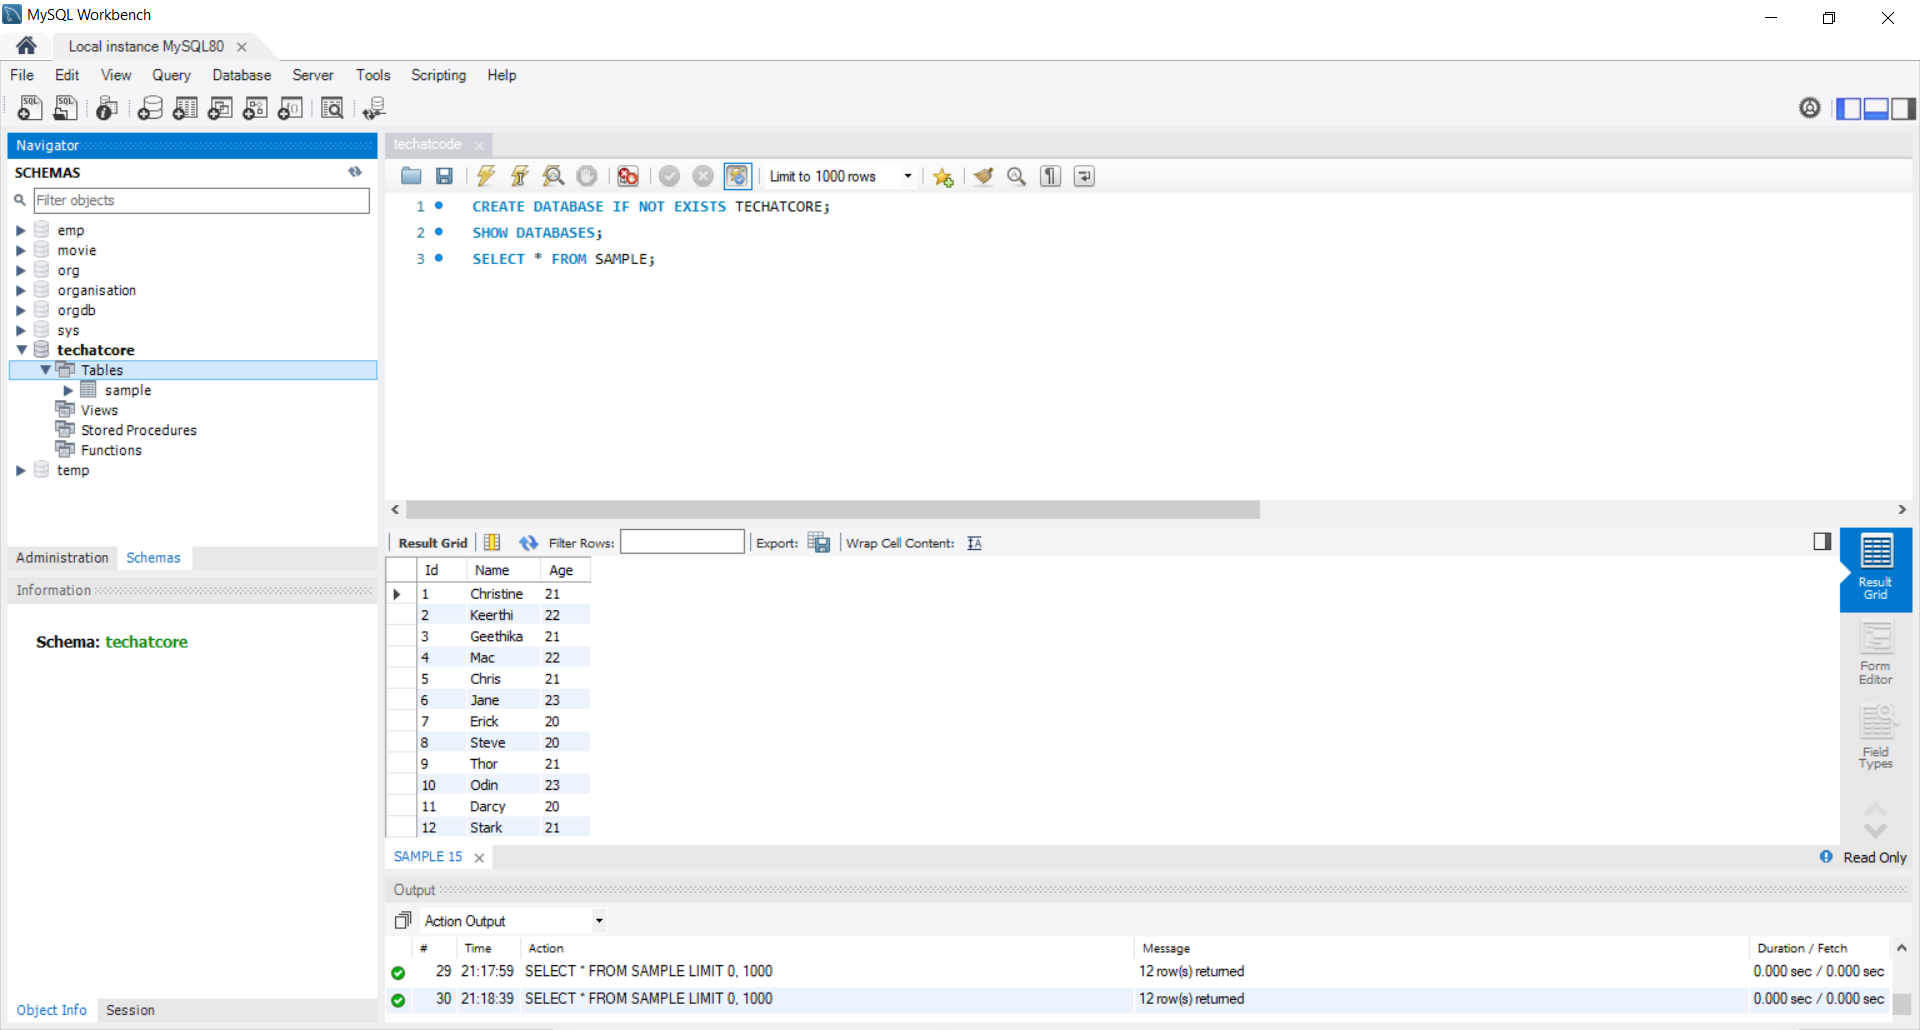 MySQL Workbench
Local instance MySQL80
File Edit View Query Database Server Tools Scripting Help
Navigator
SCHEMAS
Filter objects
emp
movie
org
organisation
orgdb
sys
techatcore
Tables
sample
Views
Stored Procedures
Functions
temp
Administration Schemas
Information
Schema: techatcore
Object Info Session
techatcode
Limit to 1000 rows
1 CREATE DATABASE IF NOT EXISTS TECHATCORE;
2 SHOW DATABASES;
3 SELECT * FROM SAMPLE;
Result Grid Filter Rows: Export: Wrap Cell Content:
Id Name Age
1 Christine 21
2 Keerthi 22
3 Geethika 21
4 Mac 22
5 Chris 21
6 Jane 23
7 Erick 20
8 Steve 20
9 Thor 21
10 Odin 23
11 Darcy 20
12 Stark 21
Result
Grid
Form
Editor
Field
Types
SAMPLE 15
Read Only
Output
Action Output
# Time Action Message Duration / Fetch
29 21:17:59 SELECT * FROM SAMPLE LIMIT 0, 1000 12 row(s) returned 0.000 sec / 0.000 sec
30 21:18:39 SELECT * FROM SAMPLE LIMIT 0, 1000 12 row(s) returned 0.000 sec / 0.000 sec